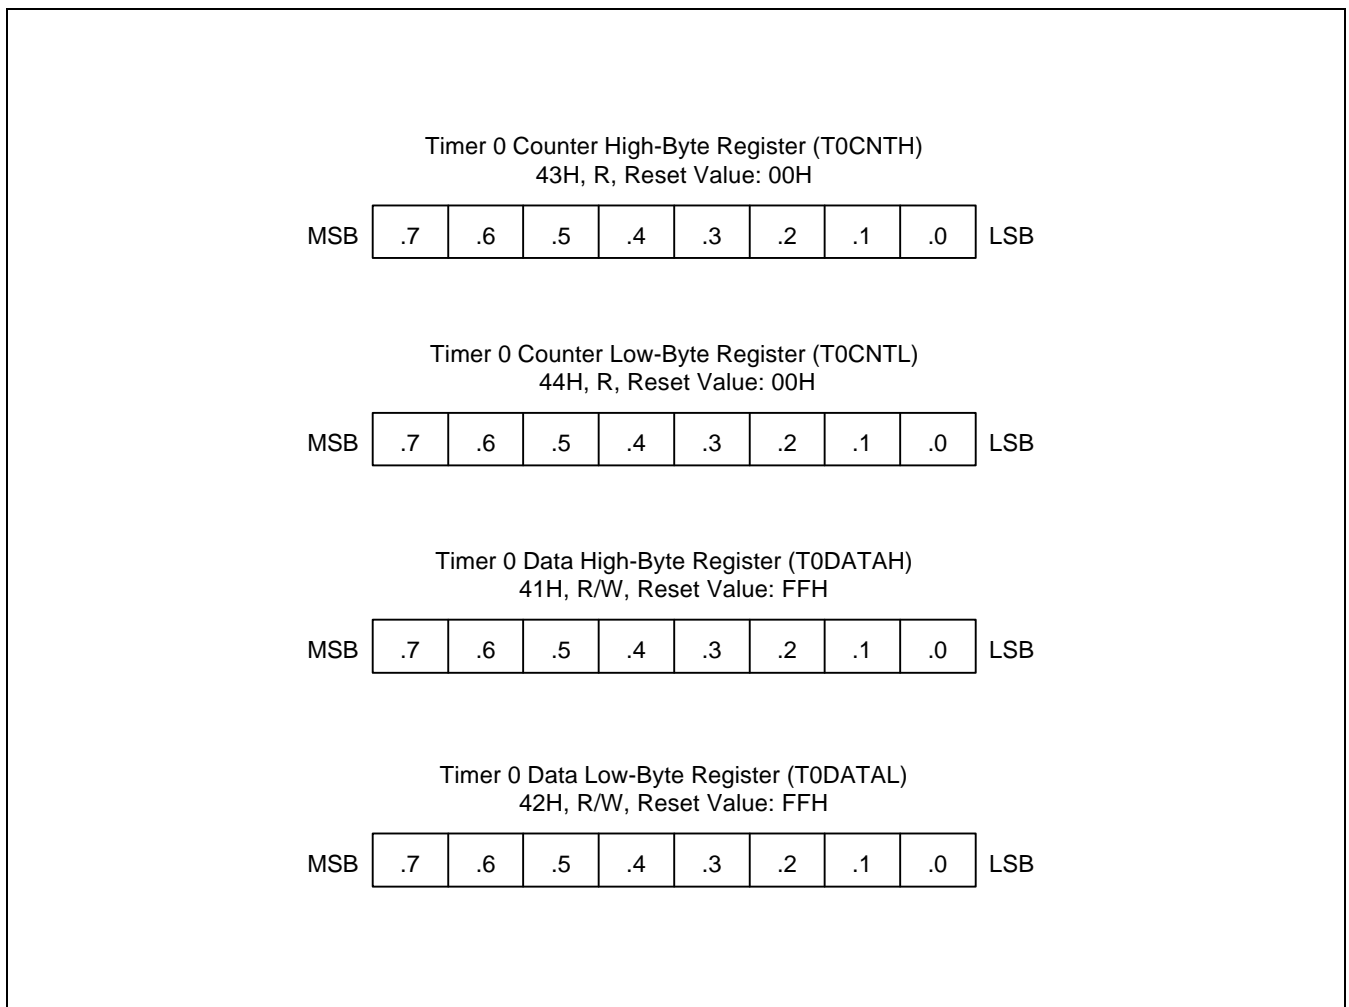 Timer 0 Counter High-Byte Register (T0CNTH)
43H, R, Reset Value: 00H
MSB .7 .6 .5 .4 .3 .2 .1 .0 LSB
Timer 0 Counter Low-Byte Register (T0CNTL)
44H, R, Reset Value: 00H
MSB .7 .6 .5 .4 .3 .2 .1 .0 LSB
Timer 0 Data High-Byte Register (T0DATAH)
41H, R/W, Reset Value: FFH
MSB .7 .6 .5 .4 .3 .2 .1 .0 LSB
Timer 0 Data Low-Byte Register (T0DATAL)
42H, R/W, Reset Value: FFH
MSB .7 .6 .5 .4 .3 .2 .1 .0 LSB